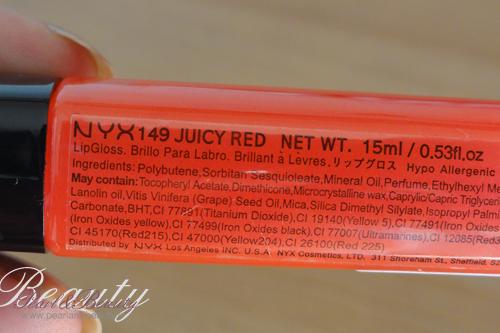 NYX 149 JUICY RED NET WT. 15ml / 0.53fl.oz
LipGloss. Brillo Para Labro. Brillant à Lèvres. リップグロス Hypo Allergenic
Ingredients: Polybutene, Sorbitan Sesquioleate, Mineral Oil, Perfume, Ethylhexyl Me
May contain: Tocopheryl Acetate, Dimethicone, Microcrystalline wax, Caprylic/Capric Triglycer
Lanolin oil, Vitis Vinifera (Grape) Seed Oil, Mica, Silica Dimethyl Silylate, Isopropyl Palm
Carbonate, BHT, CI 77891(Titanium Dioxide), CI 19140(Yellow 5), CI 77491(
(Iron Oxides yellow), CI 77499(Iron Oxides black), CI 77007(Ultramarines), CI 12085(Red3
CI 45170(Red215), CI 47000(Yellow204), CI 26100(Red 225)
Distributed by NYX Los Angeles INC. U.S.A. NYX Cosmetics, LTD. 311 Shoreham St., Sheffield. S2
Beauty